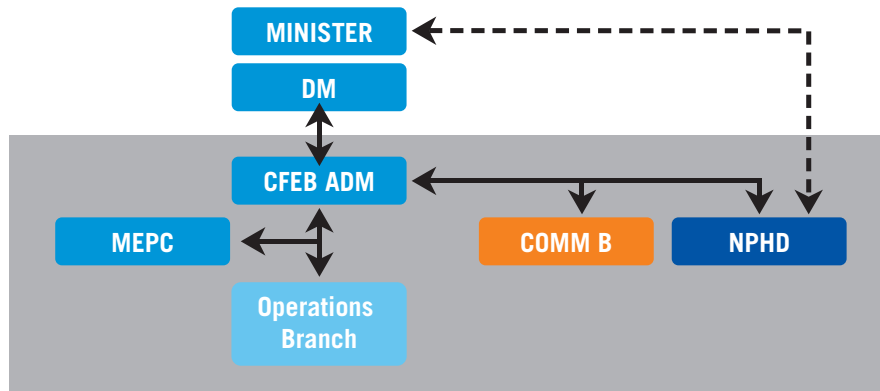 MINISTER
DM
CFEB ADM
MEPC
COMM B
NPHD
Operations
Branch